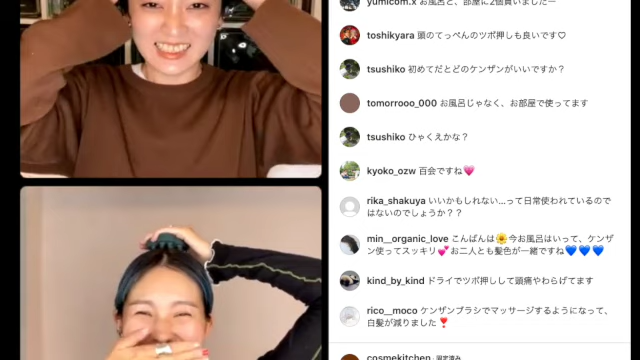 yumicom.x お風呂と、部屋に2個買いましたー
toshikyara 頭のてっぺんのツボ押しも良いです♡
tsushiko 初めてだとどのケンザンがいいですか？
tomorrooo_000 お風呂じゃなく、お部屋で使ってます
tsushiko ひゃくえかな？
kyoko_ozw 百会ですね💗
rika_shakuya いいかもしれない...って日常使われているので
はないのでしょうか？？
min__organic_love こんばんは🌼今お風呂はいって、ケンザ
ン使ってスッキリ💕お二人とも髪色が一緒ですね💙💙💙
kind_by_kind ドライでツボ押しして頭痛やわらげてます
rico__moco ケンザンブラシでマッサージするようになって、
白髪が減りました❣️
cosmekitchen · 固定済み